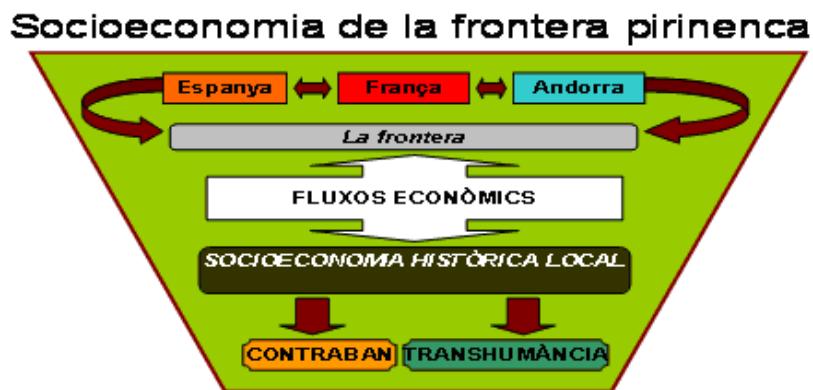 Socioeconomia de la frontera pirinenca
Espanya França Andorra
La frontera
FLUXOS ECONÒMICS
SOCIOECONOMA HISTÒRICA LOCAL
CONTRABAN TRANSHUMÀNCIA